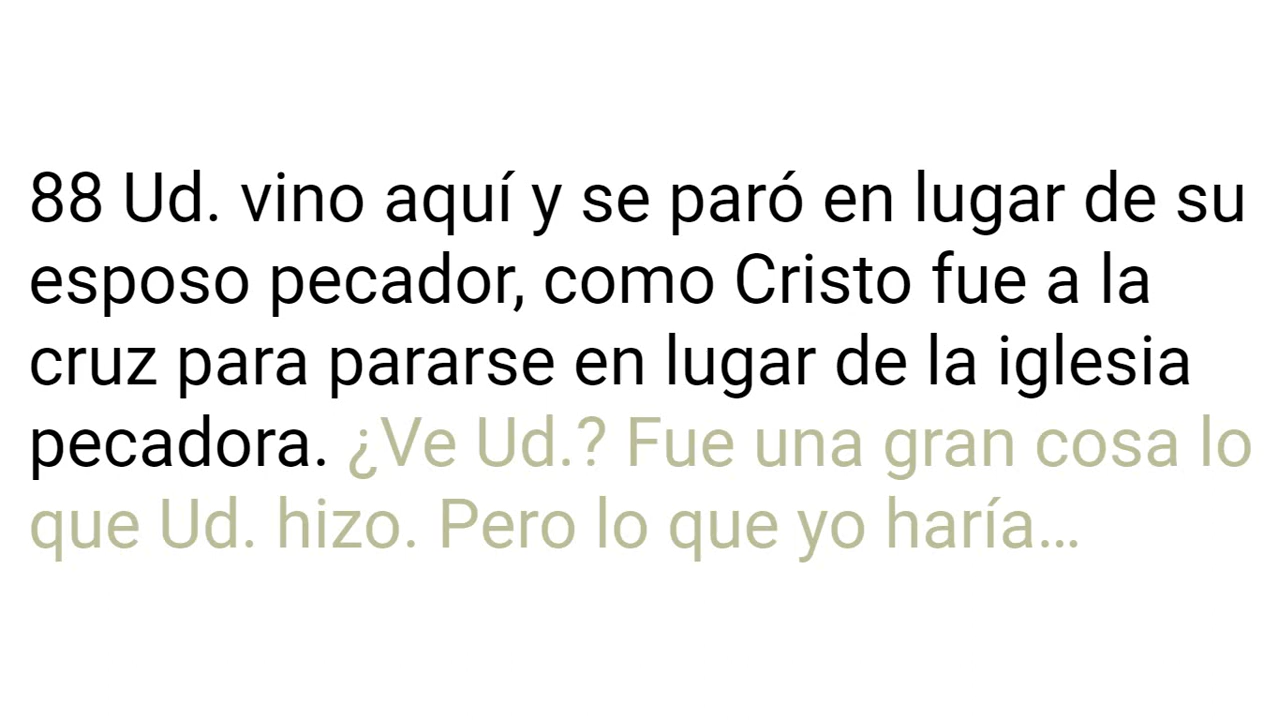 88 Ud. vino aquí y se paró en lugar de su
esposo pecador, como Cristo fue a la
cruz para pararse en lugar de la iglesia
pecadora. ¿Ve Ud.? Fue una gran cosa lo
que Ud. hizo. Pero lo que yo haría…